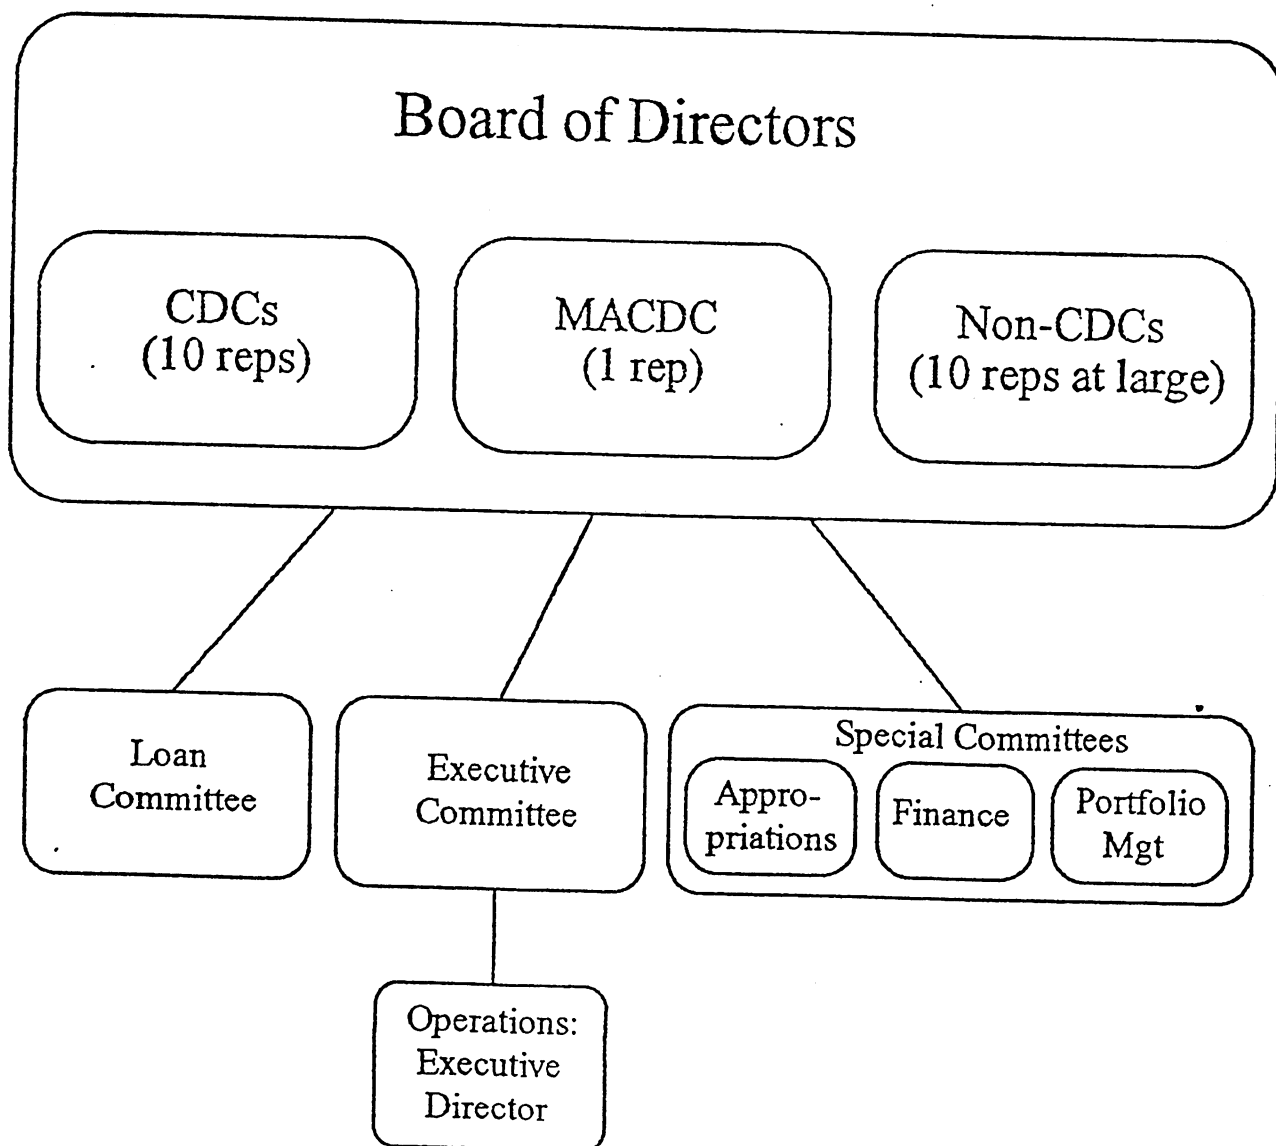 Board of Directors
CDCs
(10 reps)
MACDC
(1 rep)
Non-CDCs
(10 reps at large)
Loan
Committee
Executive
Committee
Special Committees
Appro-
priations
Finance
Portfolio
Mgt
Operations:
Executive
Director